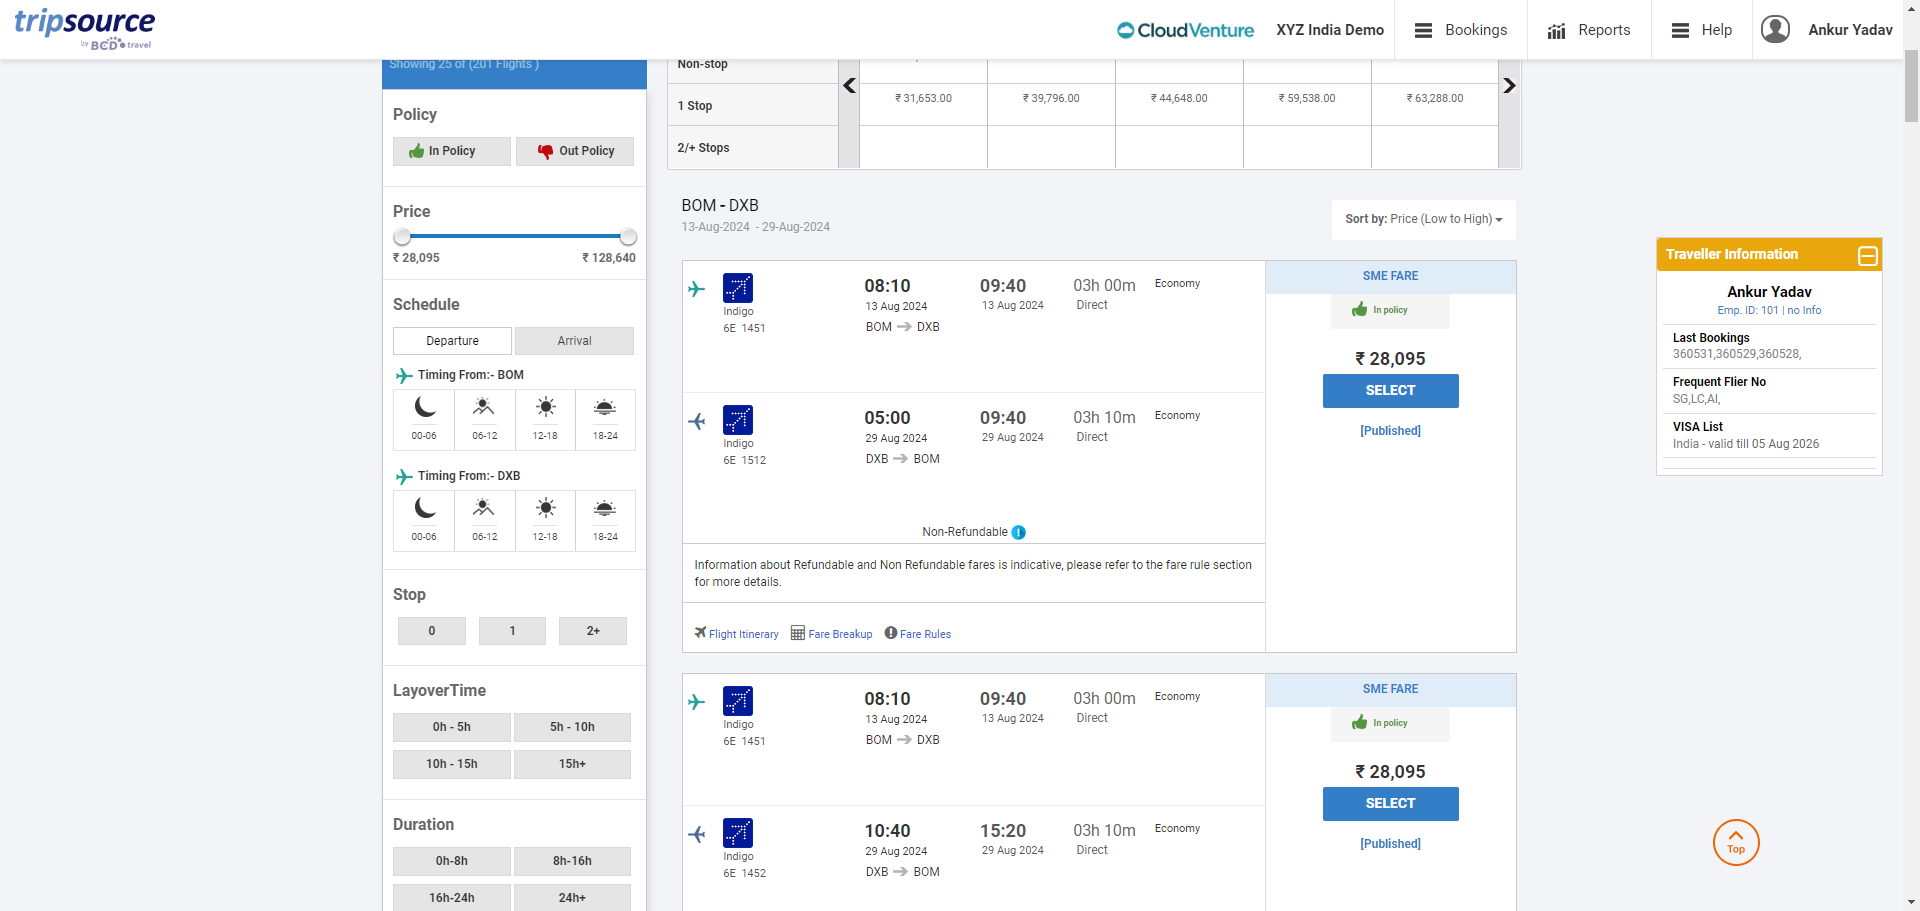 tripsource
by BCD travel
CloudVenture
XYZ India Demo
Bookings
Reports
Help
Ankur Yadav
Showing 25 of (201 Flights )
Policy
In Policy
Out Policy
Price
₹ 28,095
₹ 128,640
Schedule
Departure
Arrival
Timing From:- BOM
00-06
06-12
12-18
18-24
Timing From:- DXB
00-06
06-12
12-18
18-24
Stop
0
1
2+
LayoverTime
0h - 5h
5h - 10h
10h - 15h
15h+
Duration
0h-8h
8h-16h
16h-24h
24h+
Non-stop
1 Stop
₹ 31,653.00
₹ 39,796.00
₹ 44,648.00
₹ 59,538.00
₹ 63,288.00
2/+ Stops
BOM - DXB
13-Aug-2024 - 29-Aug-2024
Sort by: Price (Low to High)
Indigo
6E 1451
08:10
13 Aug 2024
BOM DXB
09:40
13 Aug 2024
03h 00m
Direct
Economy
Indigo
6E 1512
05:00
29 Aug 2024
DXB BOM
09:40
29 Aug 2024
03h 10m
Direct
Economy
Non-Refundable
Information about Refundable and Non Refundable fares is indicative, please refer to the fare rule section
for more details.
Flight Itinerary
Fare Breakup
Fare Rules
SME FARE
In policy
₹ 28,095
SELECT
[Published]
Indigo
6E 1451
08:10
13 Aug 2024
BOM DXB
09:40
13 Aug 2024
03h 00m
Direct
Economy
Indigo
6E 1452
10:40
29 Aug 2024
DXB BOM
15:20
29 Aug 2024
03h 10m
Direct
Economy
SME FARE
In policy
₹ 28,095
SELECT
[Published]
Traveller Information
Ankur Yadav
Emp. ID: 101 | no Info
Last Bookings
360531,360529,360528,
Frequent Flier No
SG,LC,AI,
VISA List
India - valid till 05 Aug 2026
Top